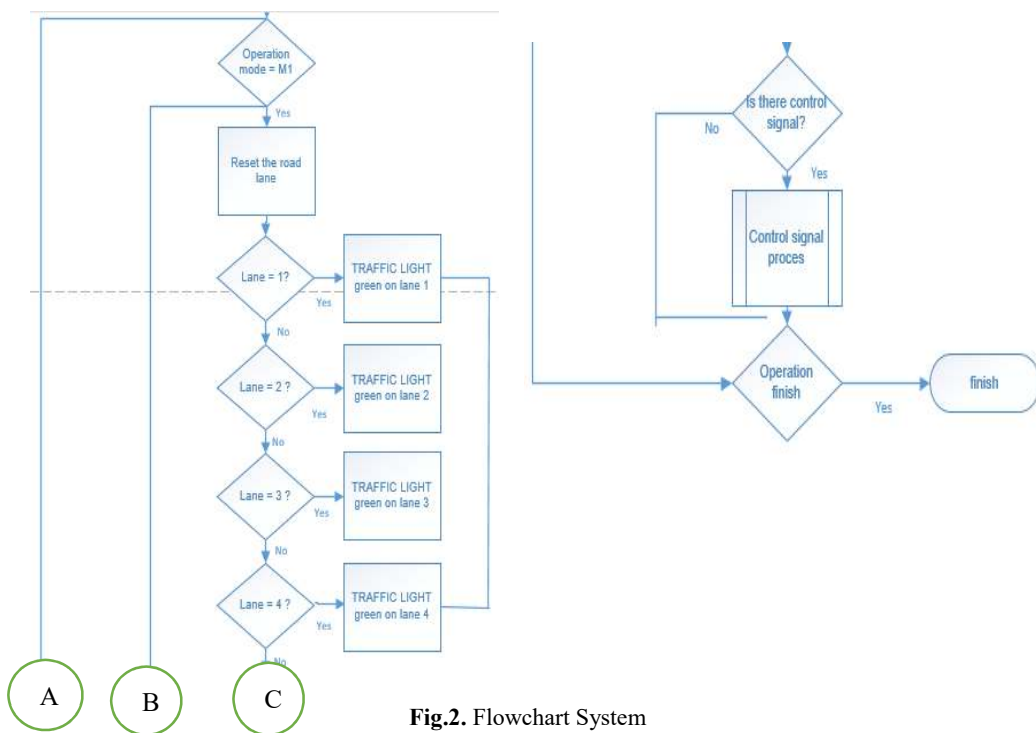 Operation
mode = M1
Yes
Reset the road
lane
Lane = 1?
Yes
TRAFFIC LIGHT
green on lane 1
No
Lane = 2 ?
Yes
TRAFFIC LIGHT
green on lane 2
No
Lane = 3 ?
Yes
TRAFFIC LIGHT
green on lane 3
No
Lane = 4 ?
Yes
TRAFFIC LIGHT
green on lane 4
No
A
B
C
Is there control
signal?
No
Yes
Control signal
proces
Operation
finish
Yes
finish
Fig.2. Flowchart System